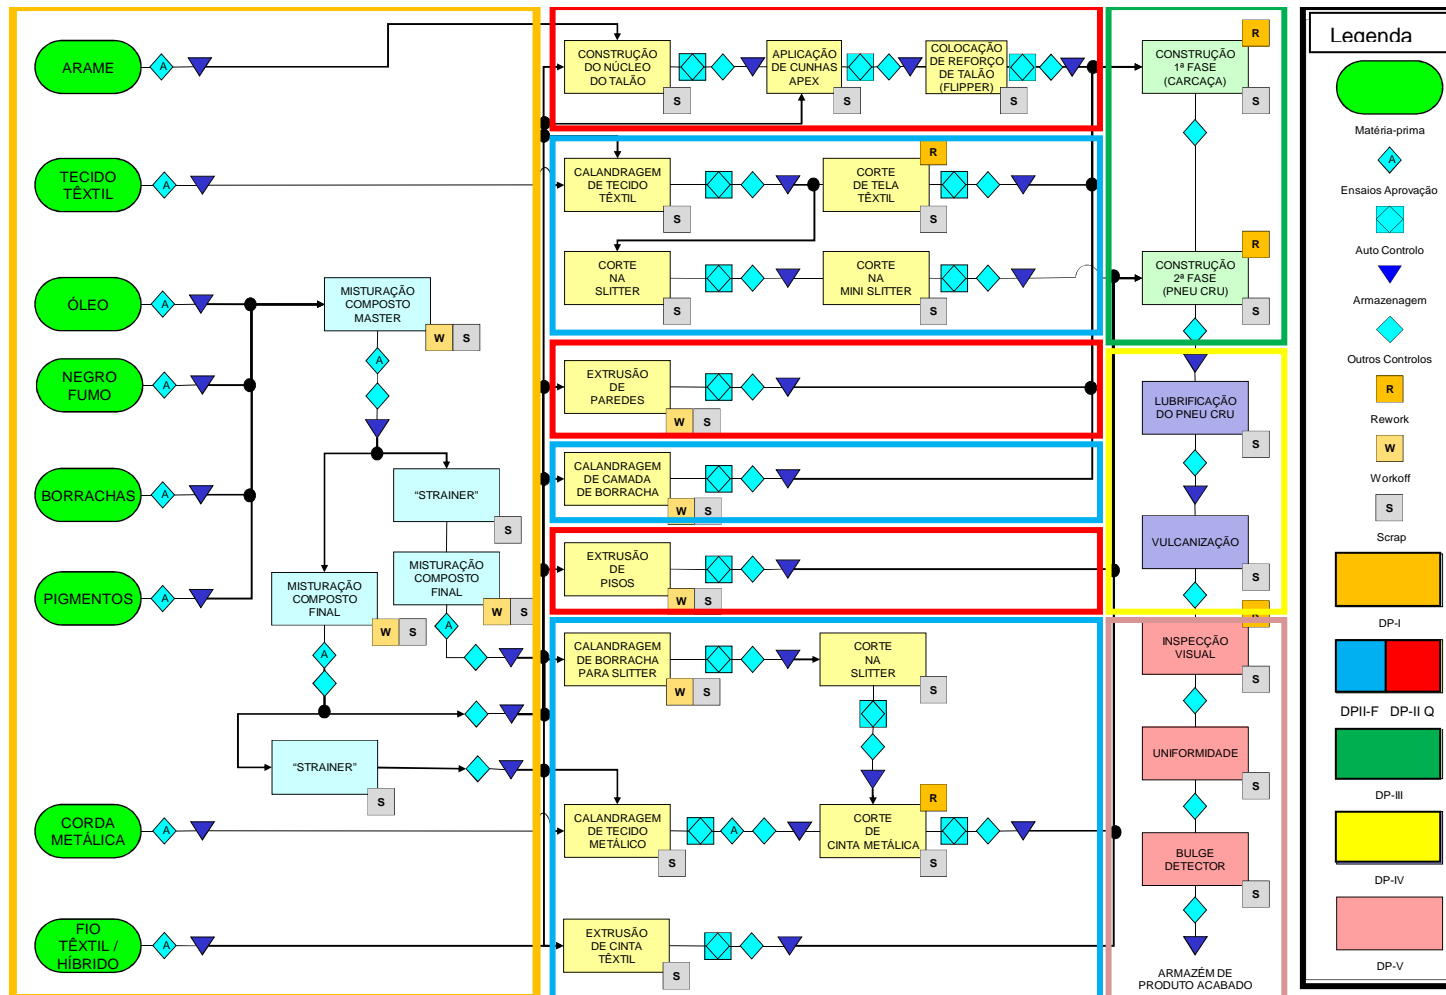 ARAME
A
TECIDO
TÊXTIL
A
ÓLEO
A
NEGRO
FUMO
A
BORRACHAS
A
PIGMENTOS
A
CORDA
METÁLICA
A
FIO
TÊXTIL /
HÍBRIDO
A
MISTURAÇÃO
COMPOSTO
MASTER
W
S
A
"STRAINER"
S
MISTURAÇÃO
COMPOSTO
FINAL
W
S
A
MISTURAÇÃO
COMPOSTO
FINAL
W
S
A
"STRAINER"
S
CONSTRUÇÃO
DO NÚCLEO
DO TALÃO
S
APLICAÇÃO
DE CUNHAS
APEX
S
COLOCAÇÃO
DE REFORÇO
DE TALÃO
(FLIPPER)
S
CALANDRAGEM
DE TECIDO
TÊXTIL
S
R
CORTE
DE TELA
TÊXTIL
S
CORTE
NA
SLITTER
S
CORTE
NA
MINI SLITTER
S
EXTRUSÃO
DE
PAREDES
W
S
CALANDRAGEM
DE CAMADA
DE BORRACHA
W
S
EXTRUSÃO
DE
PISOS
W
S
CALANDRAGEM
DE BORRACHA
PARA SLITTER
W
S
CORTE
NA
SLITTER
S
CALANDRAGEM
DE TECIDO
METÁLICO
S
A
R
CORTE
DE
CINTA METÁLICA
S
EXTRUSÃO
DE CINTA
TÊXTIL
S
R
CONSTRUÇÃO
1ª FASE
(CARCAÇA)
S
R
CONSTRUÇÃO
2ª FASE
(PNEU CRU)
S
LUBRIFICAÇÃO
DO PNEU CRU
S
VULCANIZAÇÃO
S
R
INSPECÇÃO
VISUAL
S
UNIFORMIDADE
S
BULGE
DETECTOR
S
ARMAZÉM DE
PRODUTO ACABADO
Legenda
Matéria-prima
A
Ensaios Aprovação
Auto Controlo
Armazenagem
Outros Controlos
R
Rework
W
Workoff
S
Scrap
DP-I
DPII-F DP-II Q
DP-III
DP-IV
DP-V